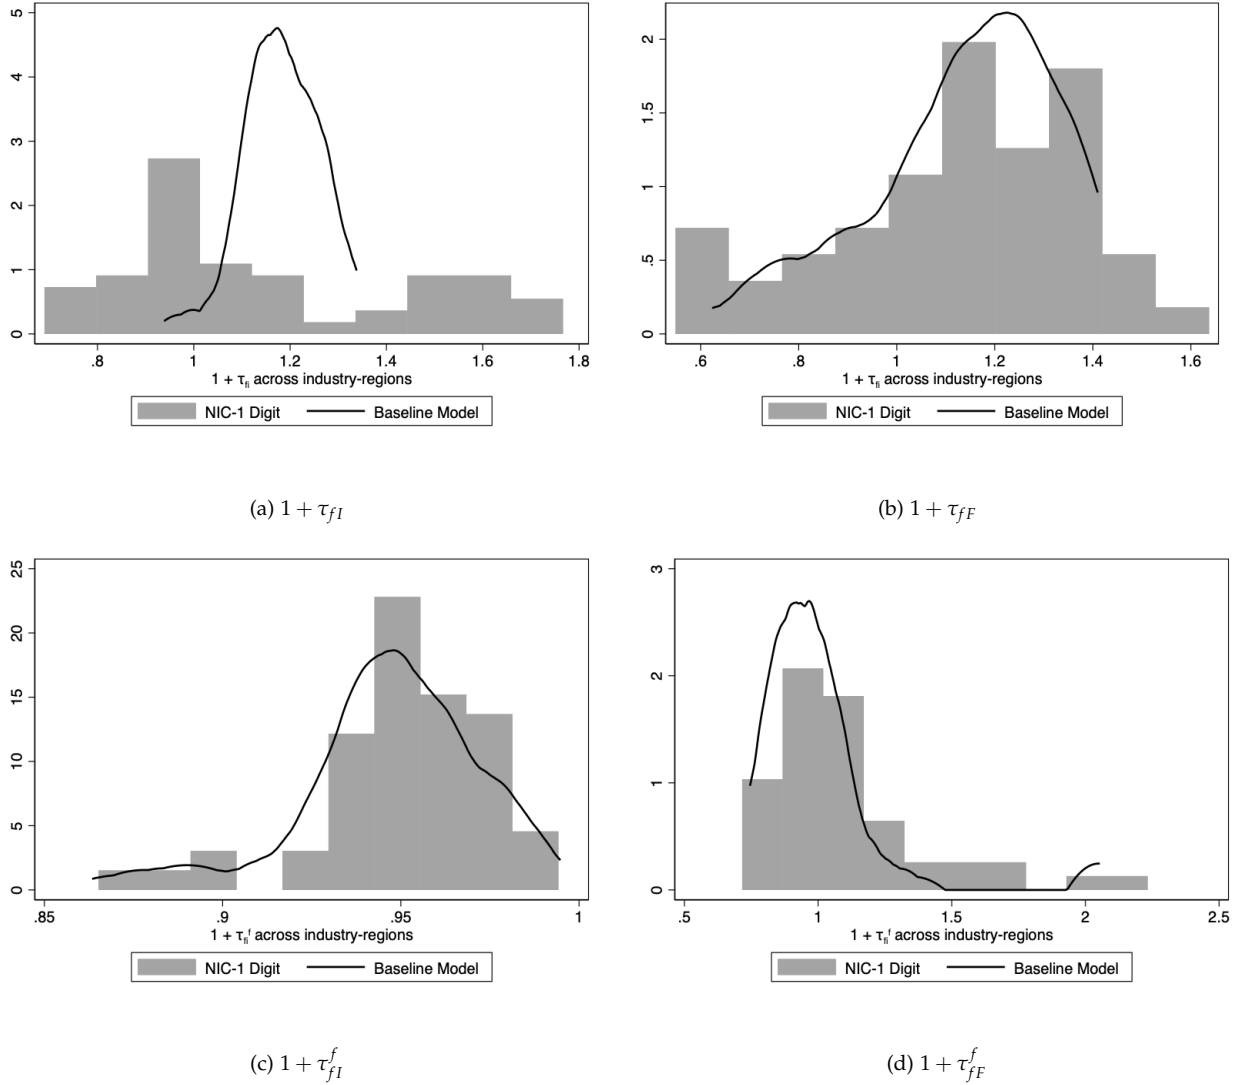 5
4
3
2
1
0
.8 1 1.2 1.4 1.6 1.8
1 + τfi across industry-regions
NIC-1 Digit Baseline Model
(a) 1 + τfI
2
1.5
1
.5
0
.6 .8 1 1.2 1.4 1.6
1 + τfi across industry-regions
NIC-1 Digit Baseline Model
(b) 1 + τfF
25
20
15
10
5
0
.85 .9 .95 1
1 + τfi^f across industry-regions
NIC-1 Digit Baseline Model
(c) 1 + τ^f_fI
3
2
1
0
.5 1 1.5 2 2.5
1 + τfi^f across industry-regions
NIC-1 Digit Baseline Model
(d) 1 + τ^f_fF